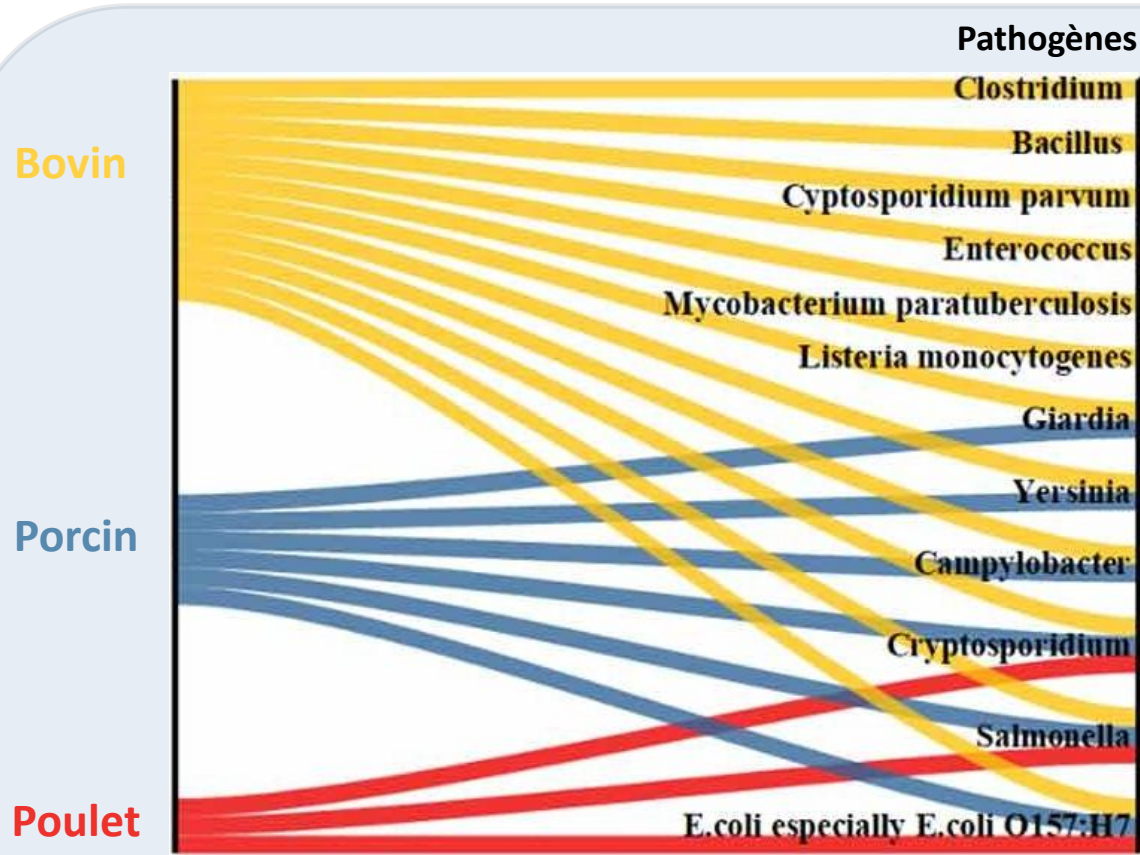 Pathogènes
Clostridium
Bovin
Bacillus
Cyptosporidium parvum
Enterococcus
Mycobacterium paratuberculosis
Listeria monocytogenes
Giardia
Yersinia
Porcin
Campylobacter
Cryptosporidium
Salmonella
Poulet
E.coli especially E.coli O157:H7